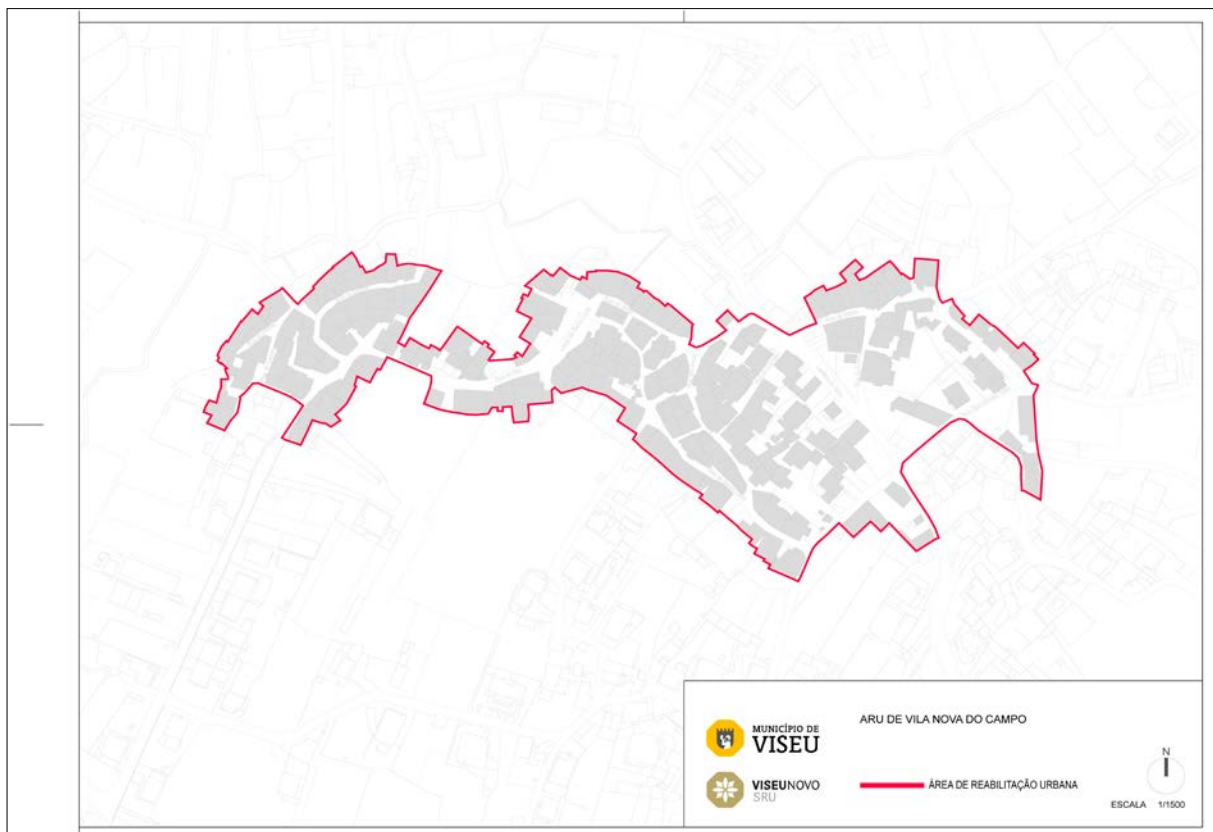 MUNICÍPIO DE
VISEU
ARU DE VILA NOVA DO CAMPO
VISEUNOVO
SRU
ÁREA DE REABILITAÇÃO URBANA
N
ESCALA 1/1500